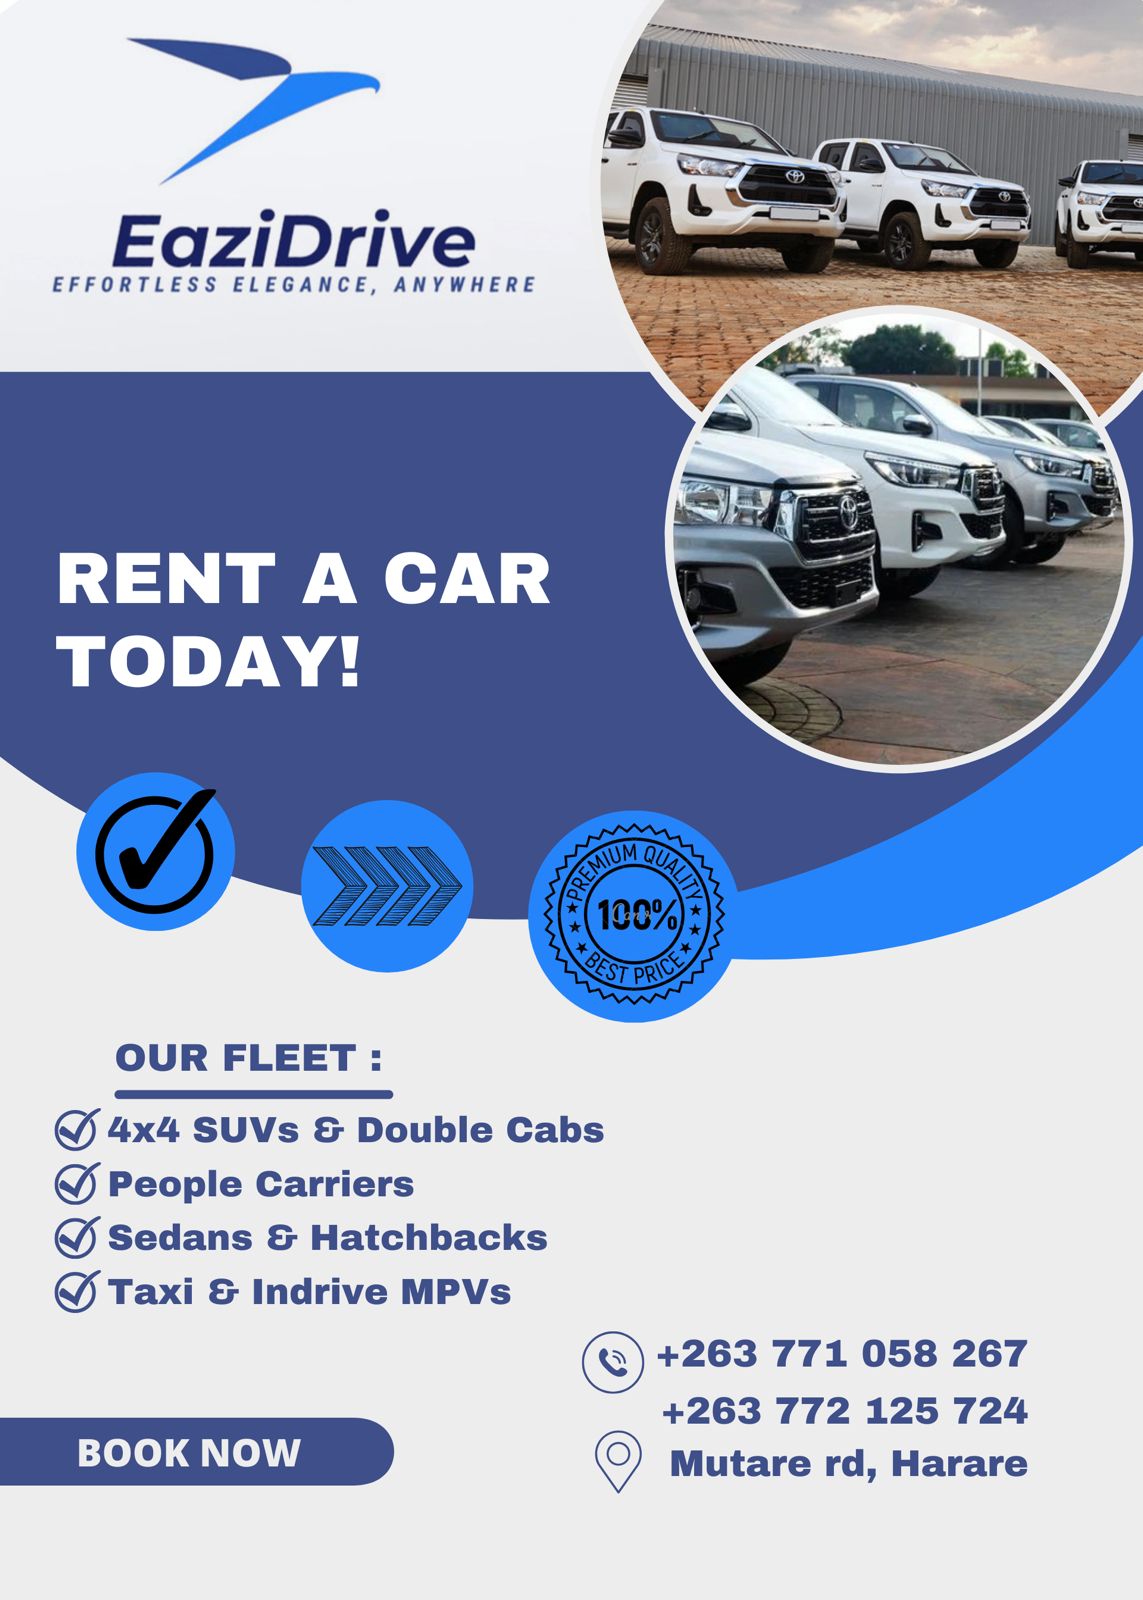 EaziDrive
EFFORTLESS ELEGANCE, ANYWHERE
RENT A CAR
TODAY!
PREMIUM QUALITY
100%
BEST PRICE
OUR FLEET :
4x4 SUVs & Double Cabs
People Carriers
Sedans & Hatchbacks
Taxi & Indrive MPVs
+263 771 058 267
+263 772 125 724
BOOK NOW
Mutare rd, Harare